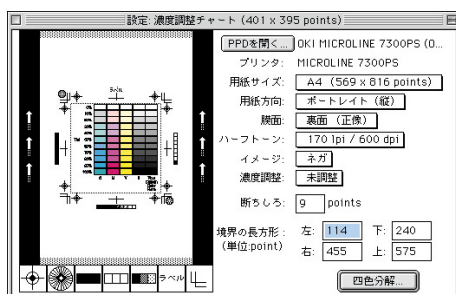 設定: 濃度調整チャート (401 x 395 points)
PPDを開く... OKI MICROLINE 7300PS (0...
プリンタ: MICROLINE 7300PS
用紙サイズ: A4 (569 x 816 points)
用紙方向: ポートレイト (縦)
膜面: 裏面 (正像)
ハーフトーン: 170 lpi / 600 dpi
イメージ: ネガ
濃度調整: 未調整
断ちしろ: 9 points
境界の長方形: 左: 114 下: 240
(単位:point) 右: 455 上: 575
ラベル 四色分解...